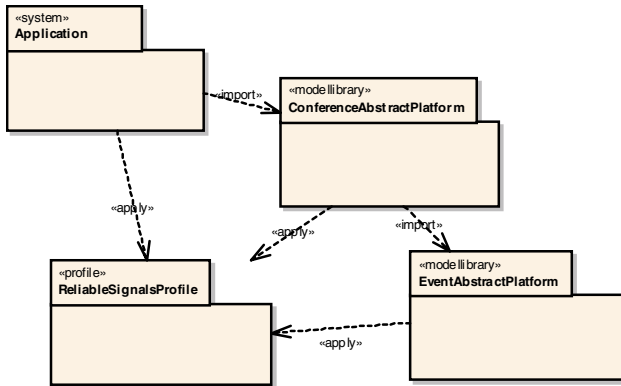 «system»
Application
«import»
«modellibrary»
ConferenceAbstractPlatform
«apply»
«apply»
«import»
«profile»
ReliableSignalsProfile
«modellibrary»
EventAbstractPlatform
«apply»